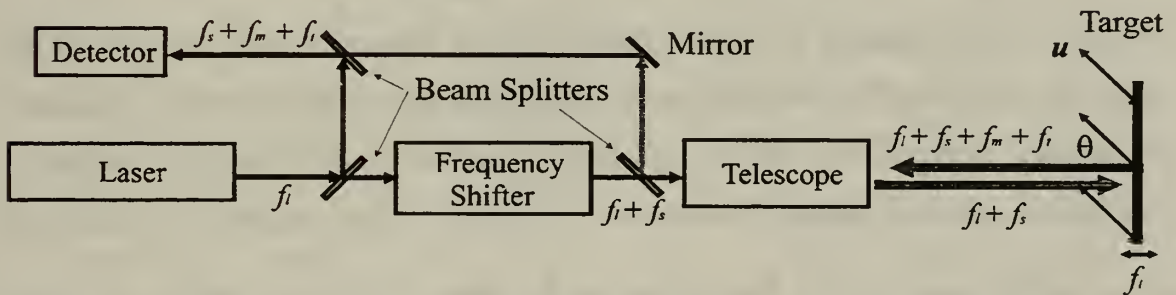 Target
f_s + f_m + f_t
Detector
Mirror
u
Beam Splitters
f_l + f_s + f_m + f_t
θ
Laser
f_l
Frequency
Shifter
f_l + f_s
Telescope
f_l + f_s
f_t